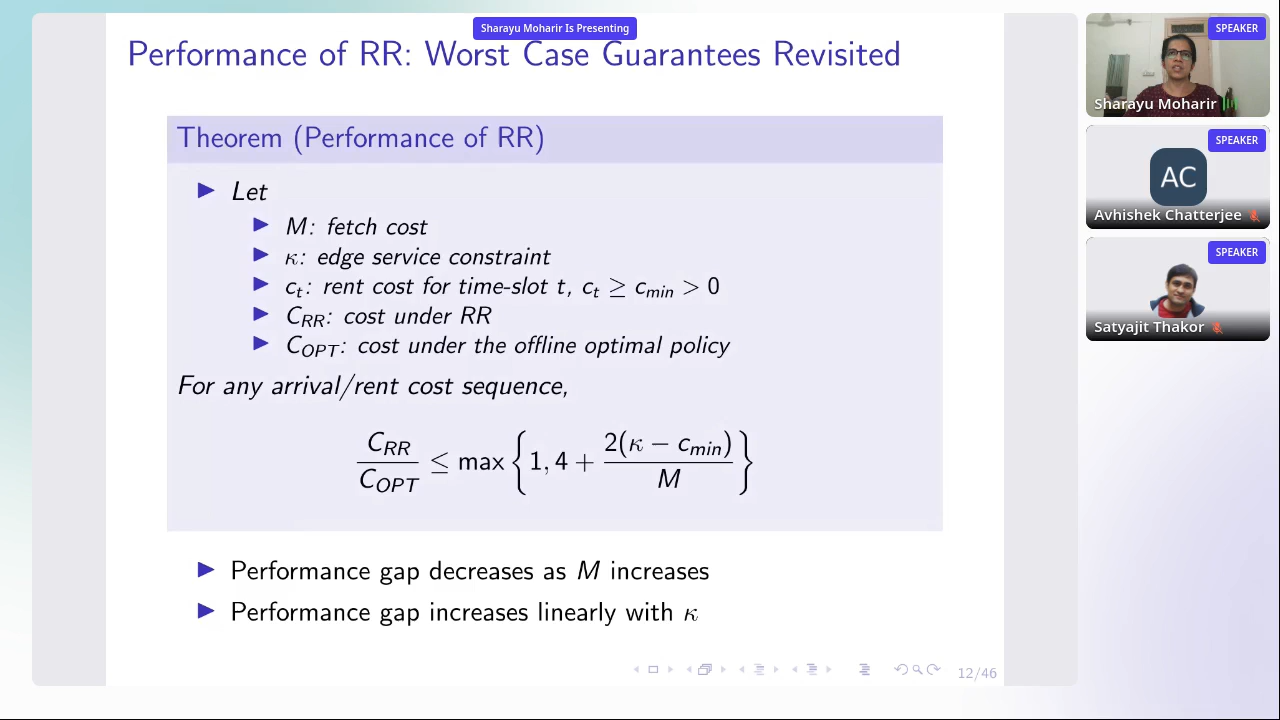 Sharayu Moharir Is Presenting
Performance of RR: Worst Case Guarantees Revisited
Theorem (Performance of RR)
▶ Let
▶ M: fetch cost
▶ κ: edge service constraint
▶ c_t: rent cost for time-slot t, c_t ≥ c_min > 0
▶ C_RR: cost under RR
▶ C_OPT: cost under the offline optimal policy
For any arrival/rent cost sequence,
C_RR / C_OPT ≤ max { 1, 4 + 2(κ − c_min) / M }
▶ Performance gap decreases as M increases
▶ Performance gap increases linearly with κ
12/46
SPEAKER
Sharayu Moharir
SPEAKER
AC
Avhishek Chatterjee
SPEAKER
Satyajit Thakor